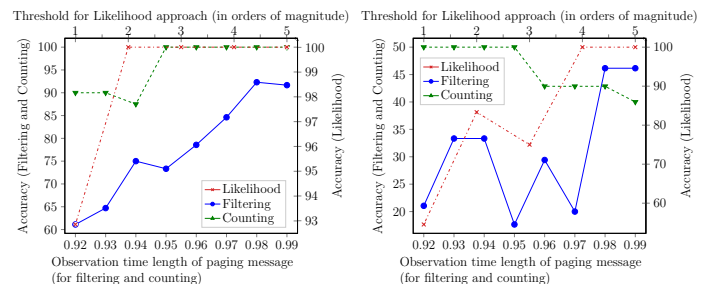 Threshold for Likelihood approach (in orders of magnitude)
1 2 3 4 5
100
95
90
85
80
75
70
65
60
Accuracy (Filtering and Counting)
100
99
98
97
96
95
94
93
Accuracy (Likelihood)
Likelihood
Filtering
Counting
0.92 0.93 0.94 0.95 0.96 0.97 0.98 0.99
Observation time length of paging message
(for filtering and counting)
Threshold for Likelihood approach (in orders of magnitude)
1 2 3 4 5
50
45
40
35
30
25
20
Accuracy (Filtering and Counting)
100
90
80
70
60
Accuracy (Likelihood)
Likelihood
Filtering
Counting
0.92 0.93 0.94 0.95 0.96 0.97 0.98 0.99
Observation time length of paging message
(for filtering and counting)